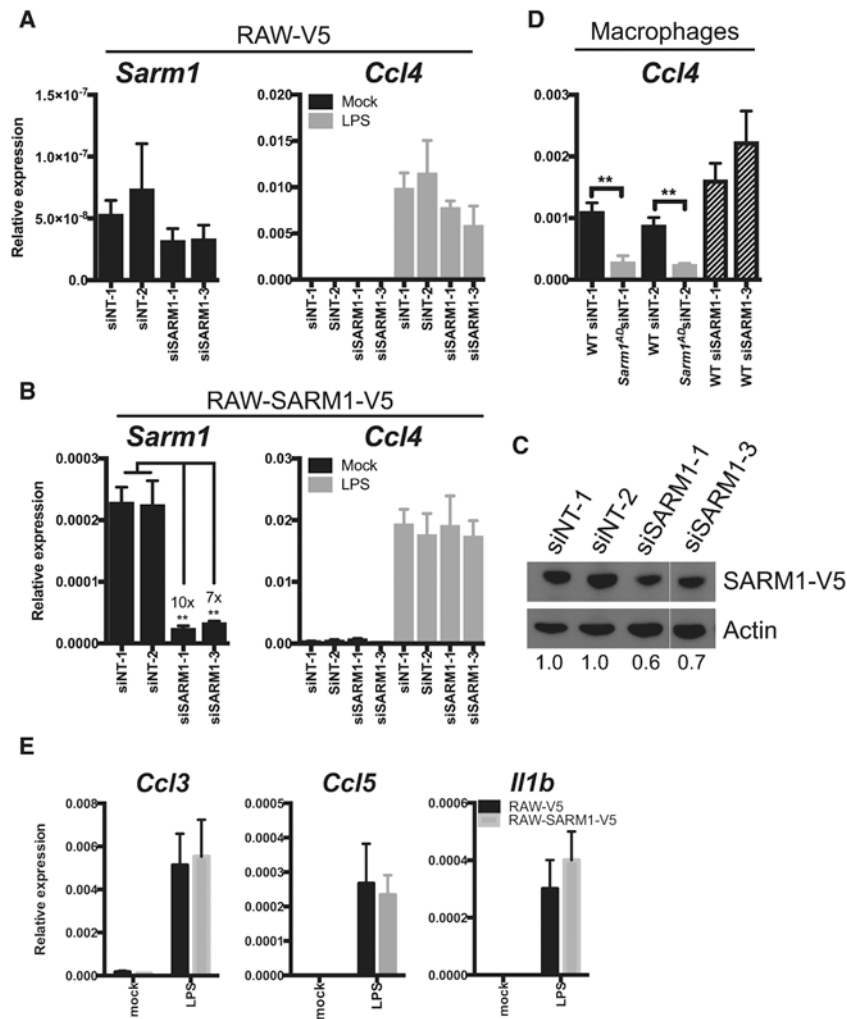 A
RAW-V5
Sarm1
Ccl4
Relative expression
1.5×10⁻⁷
1.0×10⁻⁷
5.0×10⁻⁸
0.0
siNT-1
siNT-2
siSARM1-1
siSARM1-3
0.020
0.015
0.010
0.005
0.000
Mock
LPS
siNT-1
siNT-2
siSARM1-1
siSARM1-3
siNT-1
siNT-2
siSARM1-1
siSARM1-3
D
Macrophages
Ccl4
0.003
0.002
0.001
0.000
**
**
WT siNT-1
Sarm1ᴬᴰsiNT-1
WT siNT-2
Sarm1ᴬᴰsiNT-2
WT siSARM1-1
WT siSARM1-3
B
RAW-SARM1-V5
Sarm1
Ccl4
Relative expression
0.0003
0.0002
0.0001
0.0000
10x
**
7x
**
siNT-1
siNT-2
siSARM1-1
siSARM1-3
0.03
0.02
0.01
0.00
Mock
LPS
siNT-1
SiNT-2
siSARM1-1
siSARM1-3
siNT-1
SiNT-2
siSARM1-1
siSARM1-3
C
siNT-1
siNT-2
siSARM1-1
siSARM1-3
SARM1-V5
Actin
1.0 1.0 0.6 0.7
E
Ccl3
Ccl5
Il1b
Relative expression
0.008
0.006
0.004
0.002
0.000
mock
LPS
0.0005
0.0004
0.0003
0.0002
0.0001
0.0000
mock
LPS
0.0006
0.0004
0.0002
0.0000
RAW-V5
RAW-SARM1-V5
mock
LPS